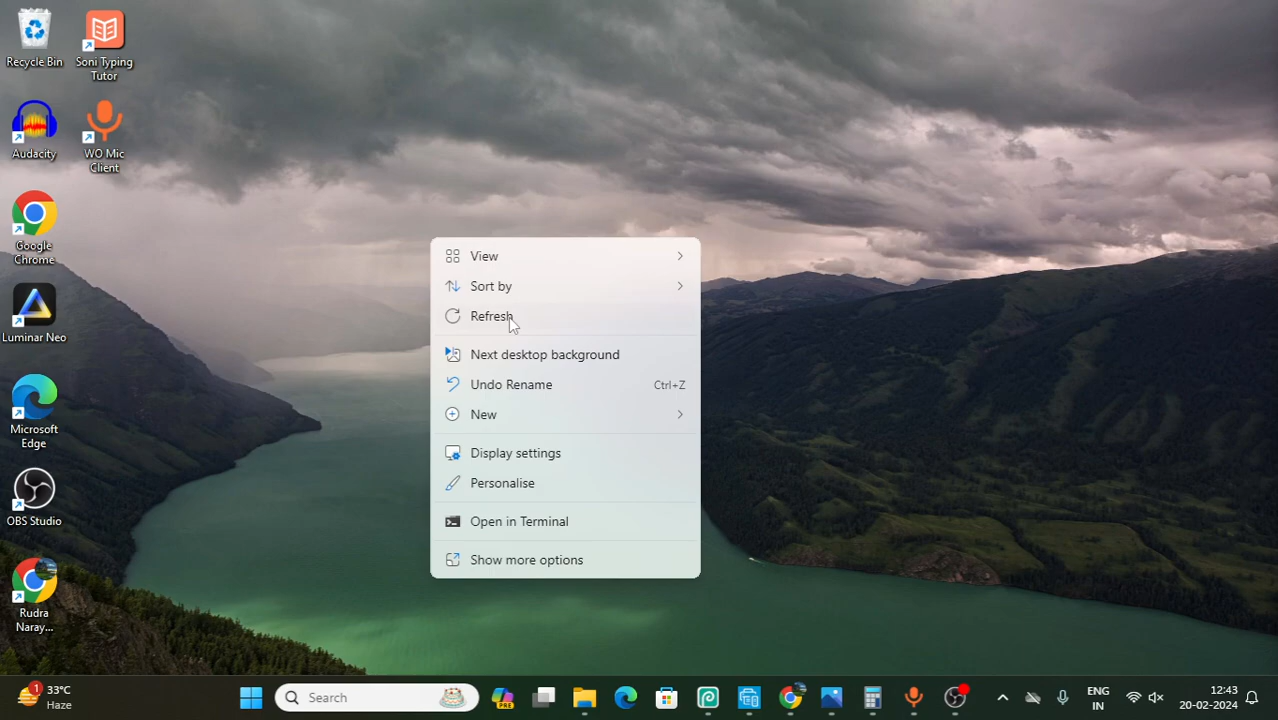 Recycle Bin
Soni Typing
Tutor
Audacity
WO Mic
Client
Google
Chrome
Luminar Neo
Microsoft
Edge
OBS Studio
Rudra
Naray...
View
Sort by
Refresh
Next desktop background
Undo Rename Ctrl+Z
New
Display settings
Personalise
Open in Terminal
Show more options
1
33°C
Haze
Search
PRE
ENG
IN
12:43
20-02-2024